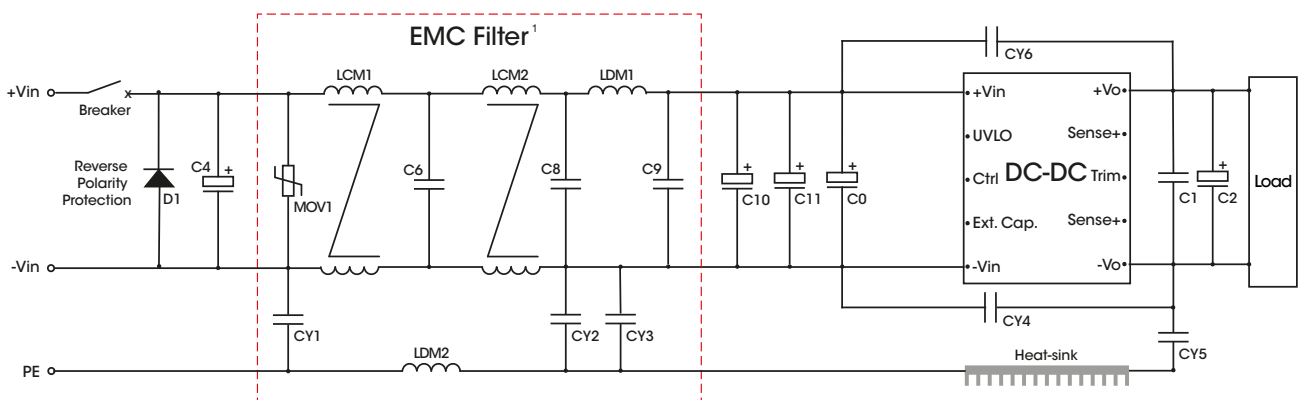 EMC Filter¹
CY6
LCM1
LCM2
LDM1
+Vin
Breaker
+Vin
+Vo
UVLO
Sense+
Reverse
Polarity
Protection
D1
C4
+
MOV1
C6
C8
C9
+
C10
+
C11
+
C0
Ctrl
DC-DC
Trim
C1
+
C2
Load
Ext. Cap.
Sense+
-Vin
-Vin
-Vo
CY1
CY2
CY3
CY4
LDM2
Heat-sink
CY5
PE